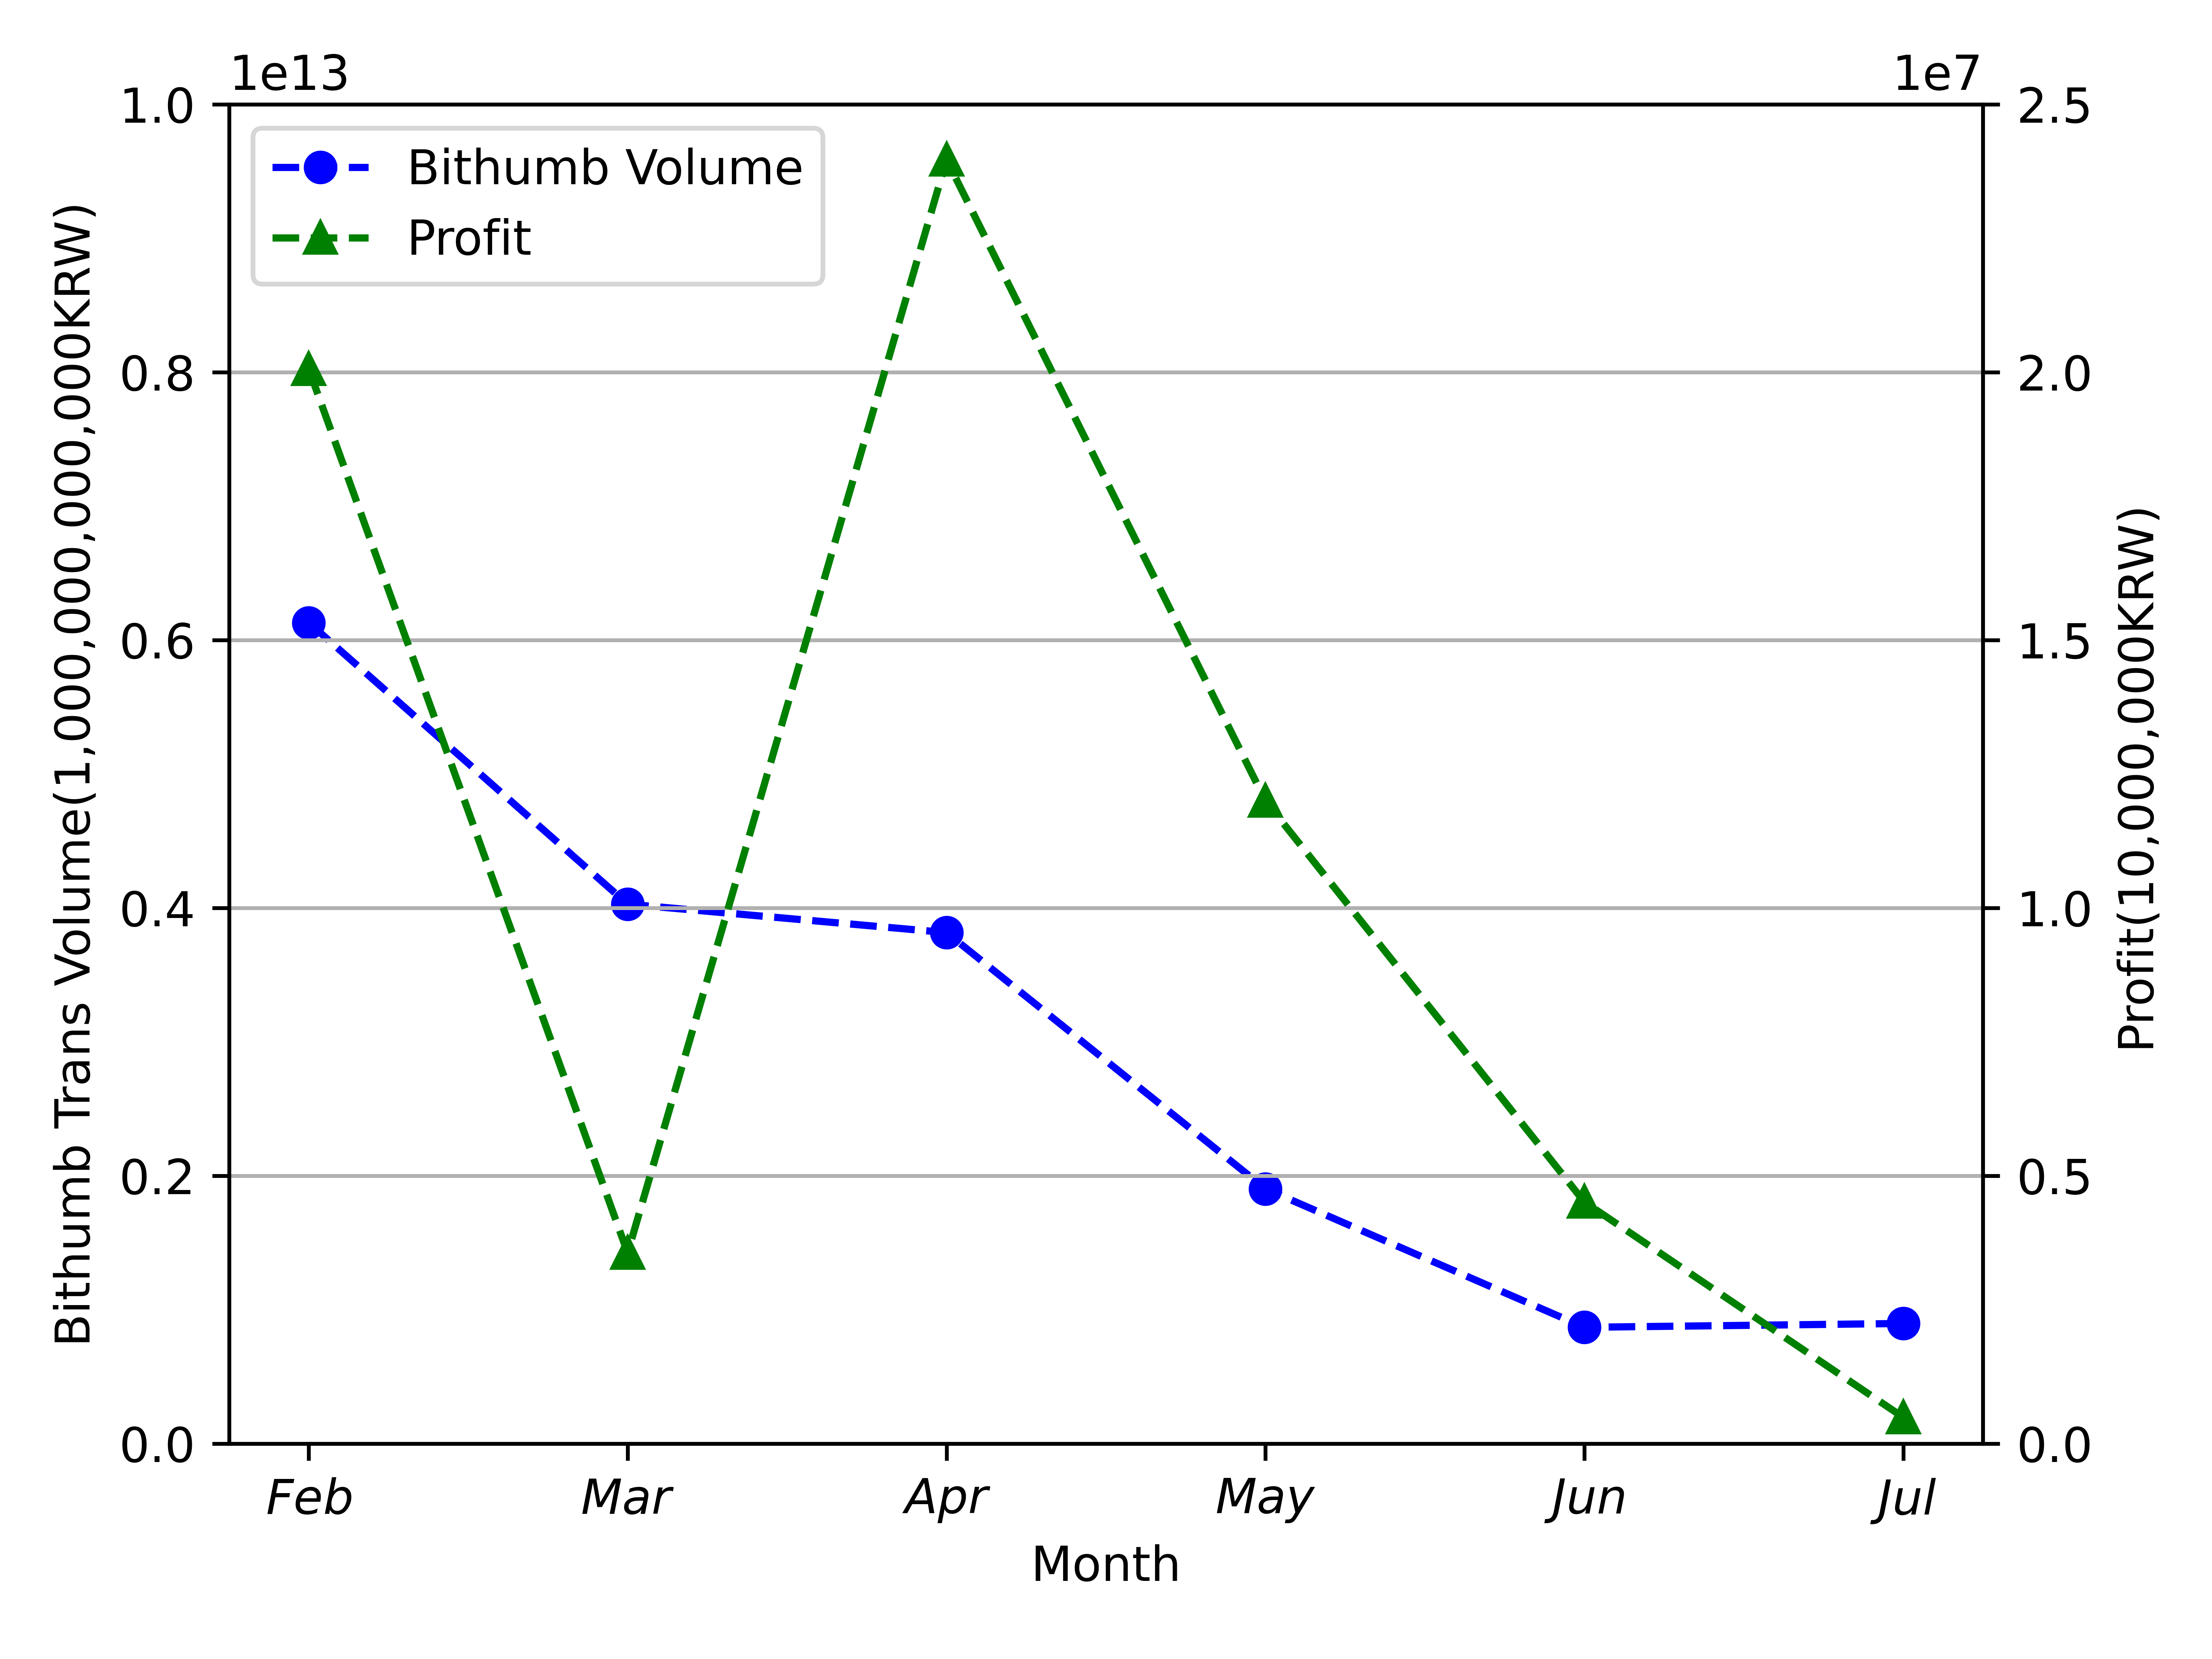 1e13
1e7
1.0
0.8
0.6
0.4
0.2
0.0
2.5
2.0
1.5
1.0
0.5
0.0
Bithumb Volume
Profit
Bithumb Trans Volume(1,000,000,000,000KRW)
Profit(10,000,000KRW)
Feb Mar Apr May Jun Jul
Month